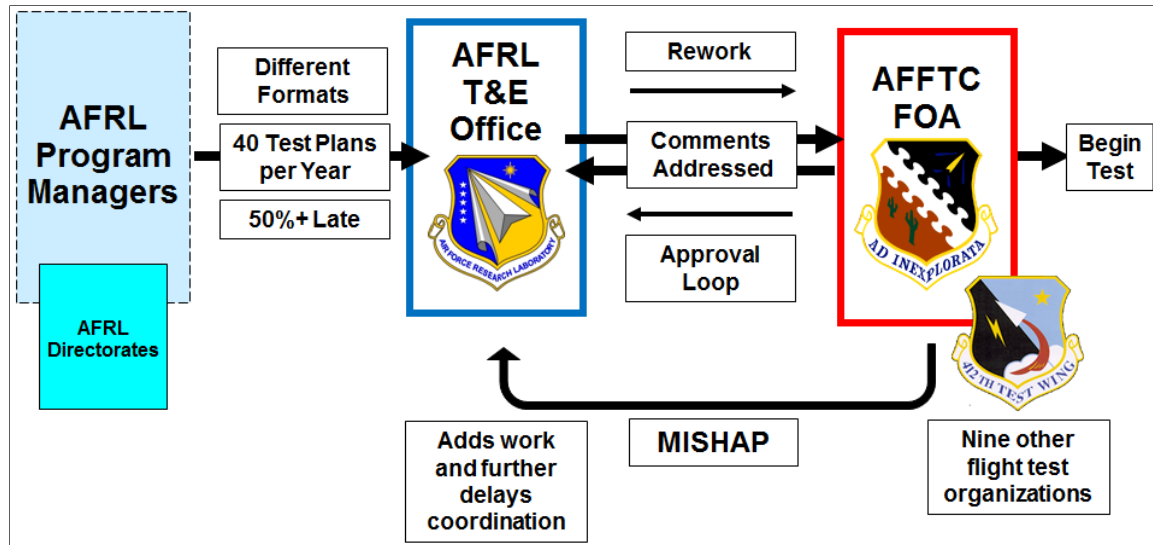 AFRL
Program
Managers
AFRL
Directorates
Different
Formats
40 Test Plans
per Year
50%+ Late
AFRL
T&E
Office
AIR FORCE RESEARCH LABORATORY
Rework
Comments
Addressed
Approval
Loop
AFFTC
FOA
AD INEXPLORATA
412TH TEST WING
Begin
Test
Adds work
and further
delays
coordination
MISHAP
Nine other
flight test
organizations